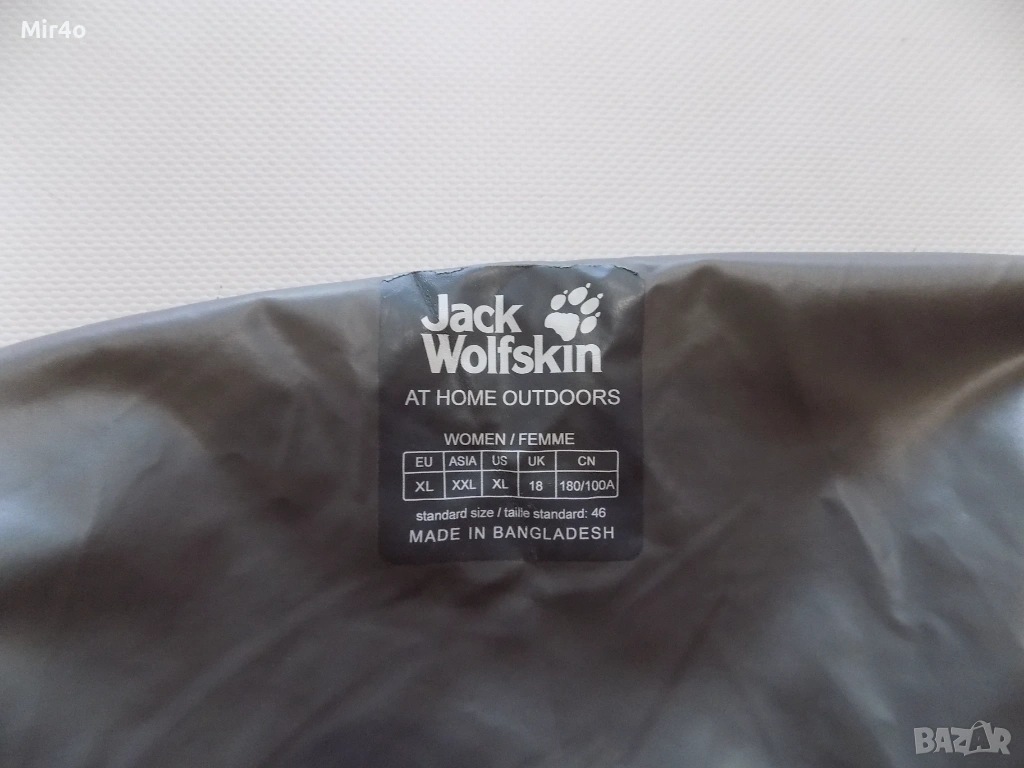 Mir4o
Jack
Wolfskin
AT HOME OUTDOORS
WOMEN / FEMME
EU ASIA US UK CN
XL XXL XL 18 180/100A
standard size / taille standard: 46
MADE IN BANGLADESH
BAZAR